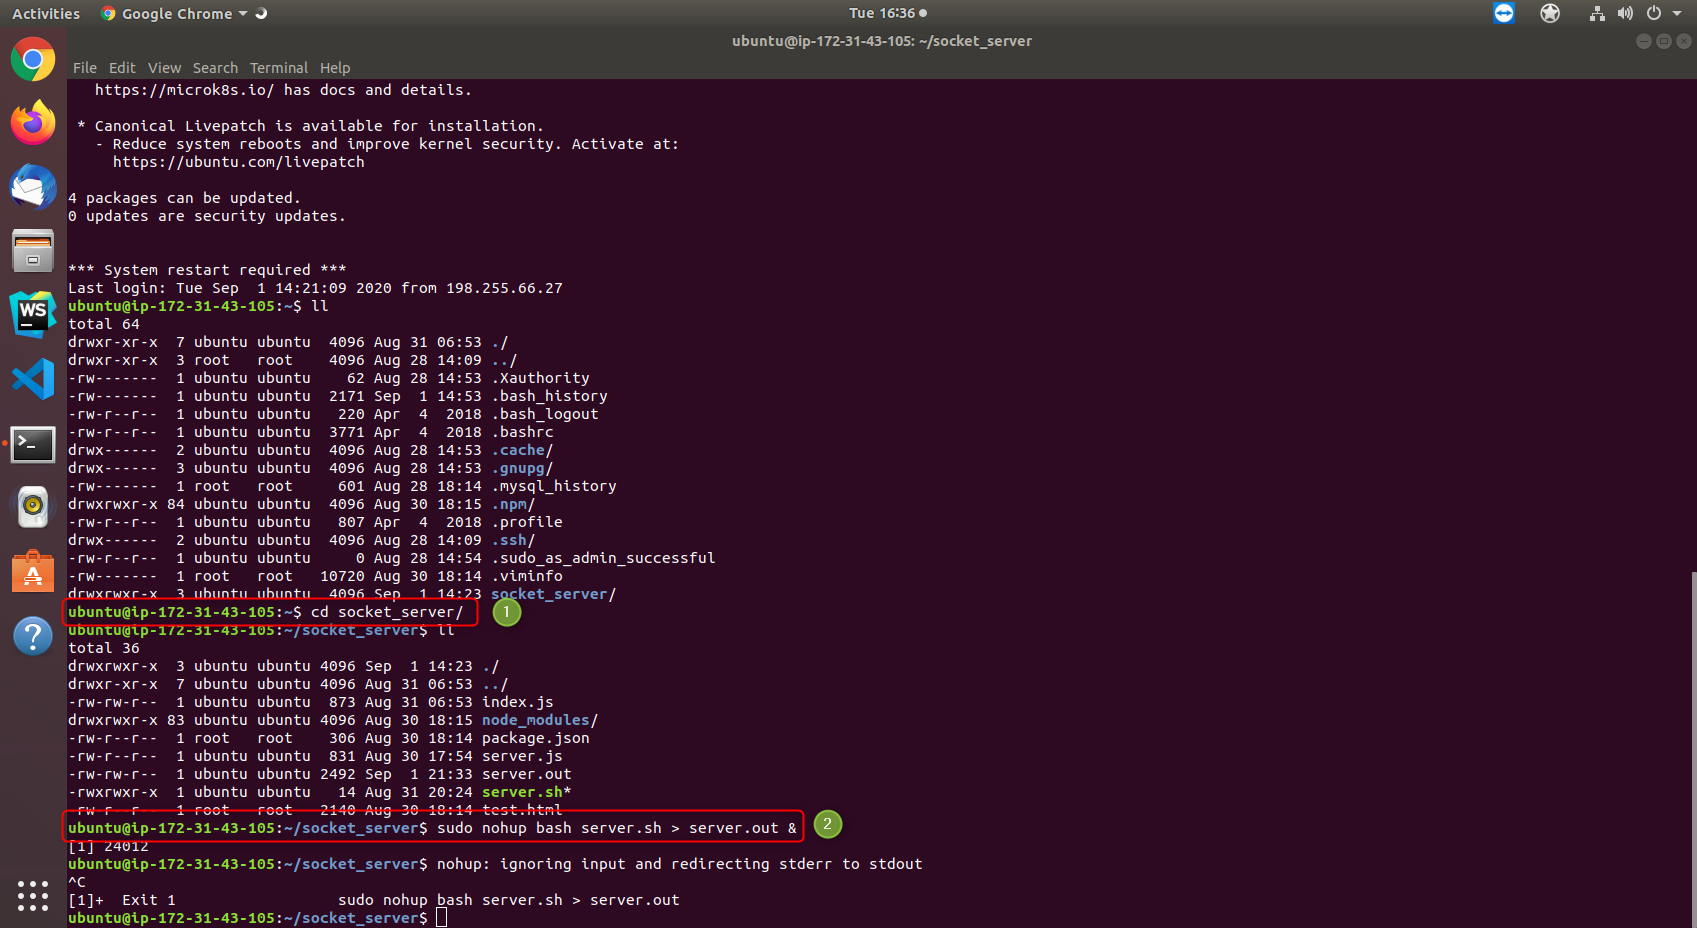 Activities Google Chrome Tue 16:36
ubuntu@ip-172-31-43-105: ~/socket_server
File Edit View Search Terminal Help
https://microk8s.io/ has docs and details.
* Canonical Livepatch is available for installation.
- Reduce system reboots and improve kernel security. Activate at:
https://ubuntu.com/livepatch
4 packages can be updated.
0 updates are security updates.
*** System restart required ***
Last login: Tue Sep  1 14:21:09 2020 from 198.255.66.27
ubuntu@ip-172-31-43-105:~$ ll
total 64
drwxr-xr-x  7 ubuntu ubuntu  4096 Aug 31 06:53 ./
drwxr-xr-x  3 root   root    4096 Aug 28 14:09 ../
-rw-------  1 ubuntu ubuntu    62 Aug 28 14:53 .Xauthority
-rw-------  1 ubuntu ubuntu  2171 Sep  1 14:53 .bash_history
-rw-r--r--  1 ubuntu ubuntu   220 Apr  4  2018 .bash_logout
-rw-r--r--  1 ubuntu ubuntu  3771 Apr  4  2018 .bashrc
drwx------  2 ubuntu ubuntu  4096 Aug 28 14:53 .cache/
drwx------  3 ubuntu ubuntu  4096 Aug 28 14:53 .gnupg/
-rw-------  1 root   root     601 Aug 28 18:14 .mysql_history
drwxrwxr-x 84 ubuntu ubuntu  4096 Aug 30 18:15 .npm/
-rw-r--r--  1 ubuntu ubuntu   807 Apr  4  2018 .profile
drwx------  2 ubuntu ubuntu  4096 Aug 28 14:09 .ssh/
-rw-r--r--  1 ubuntu ubuntu     0 Aug 28 14:54 .sudo_as_admin_successful
-rw-------  1 root   root   10720 Aug 30 18:14 .viminfo
drwxrwxr-x  3 ubuntu ubuntu  4096 Sep  1 14:23 socket_server/
ubuntu@ip-172-31-43-105:~$ cd socket_server/ 1
ubuntu@ip-172-31-43-105:~/socket_server$ ll
total 36
drwxrwxr-x  3 ubuntu ubuntu 4096 Sep  1 14:23 ./
drwxr-xr-x  7 ubuntu ubuntu 4096 Aug 31 06:53 ../
-rw-rw-r--  1 ubuntu ubuntu  873 Aug 31 06:53 index.js
drwxrwxr-x 83 ubuntu ubuntu 4096 Aug 30 18:15 node_modules/
-rw-r--r--  1 root   root    306 Aug 30 18:14 package.json
-rw-r--r--  1 ubuntu ubuntu  831 Aug 30 17:54 server.js
-rw-rw-r--  1 ubuntu ubuntu 2492 Sep  1 21:33 server.out
-rwxrwxr-x  1 ubuntu ubuntu   14 Aug 31 20:24 server.sh*
-rw-r--r--  1 root   root   2140 Aug 30 18:14 test.html
ubuntu@ip-172-31-43-105:~/socket_server$ sudo nohup bash server.sh > server.out & 2
[1] 24012
ubuntu@ip-172-31-43-105:~/socket_server$ nohup: ignoring input and redirecting stderr to stdout
^C
[1]+  Exit 1                  sudo nohup bash server.sh > server.out
ubuntu@ip-172-31-43-105:~/socket_server$
WS